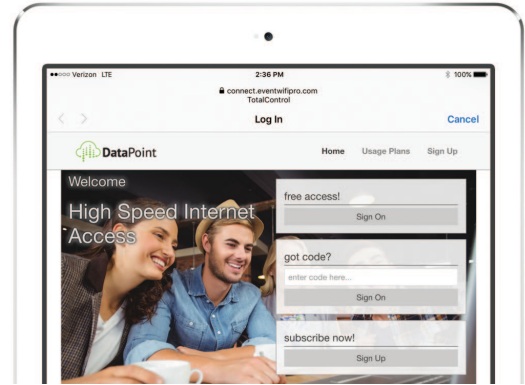 Verizon LTE 2:36 PM 100%
connect.eventwifipro.com
TotalControl
Log In Cancel
DataPoint Home Usage Plans Sign Up
Welcome
High Speed Internet
Access
free access!
Sign On
got code?
enter code here...
Sign On
subscribe now!
Sign Up